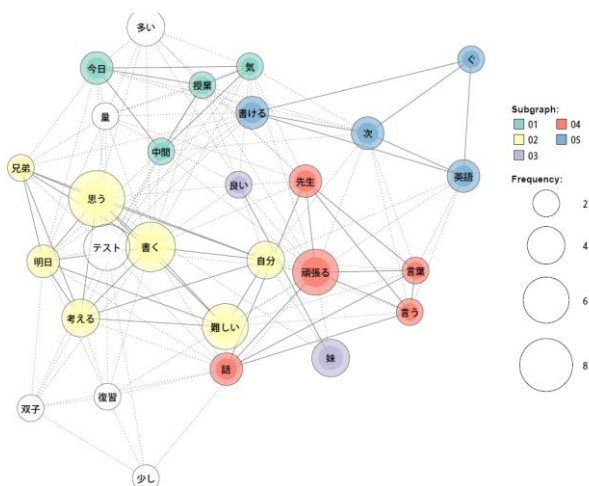 多い
今日
気
授業
ぐ
量
書ける
次
中間
兄弟
良い
先生
英語
思う
テスト
書く
自分
明日
頑張る
言葉
考える
難しい
言う
話
妹
双子
復習
少し
Subgraph:
01 04
02 05
03
Frequency:
2
4
6
8